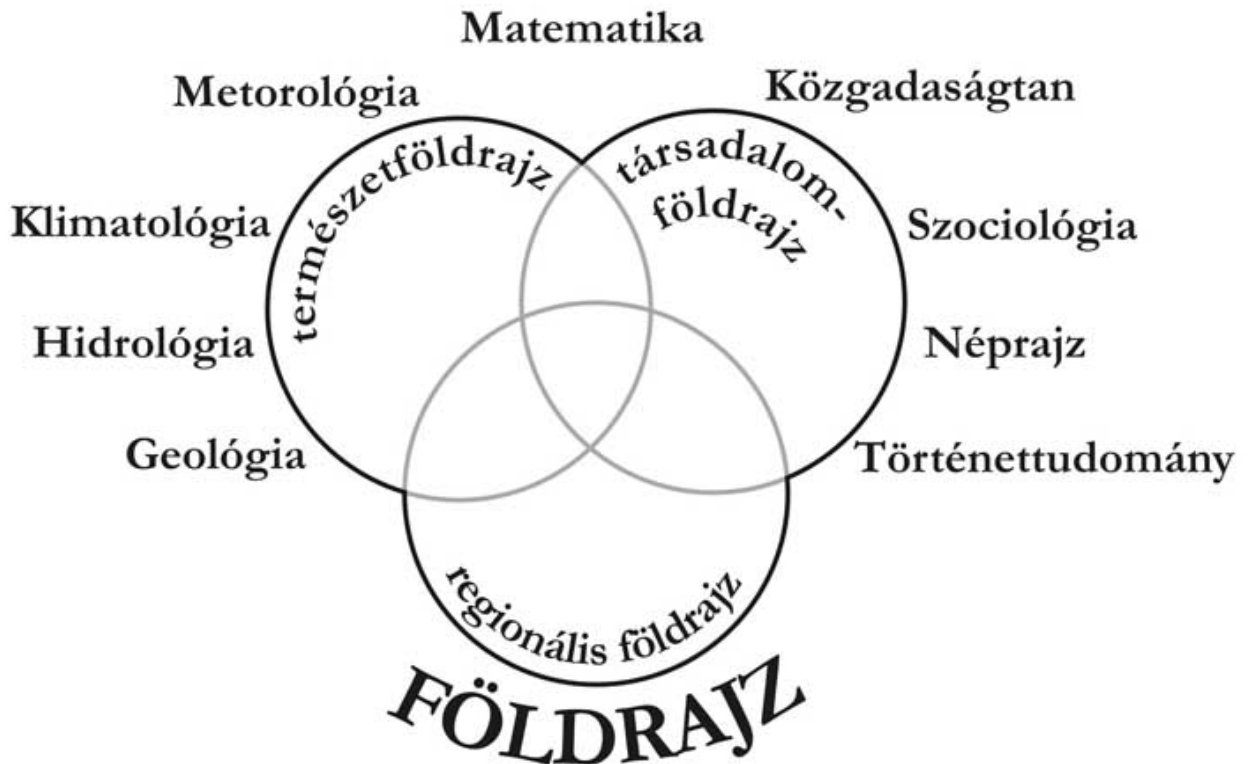 Matematika
Metorológia
Közgadaságtan
természetföldrajz
társadalom-
földrajz
Klimatológia
Szociológia
Hidrológia
Néprajz
Geológia
Történettudomány
regionális földrajz
FÖLDRAJZ